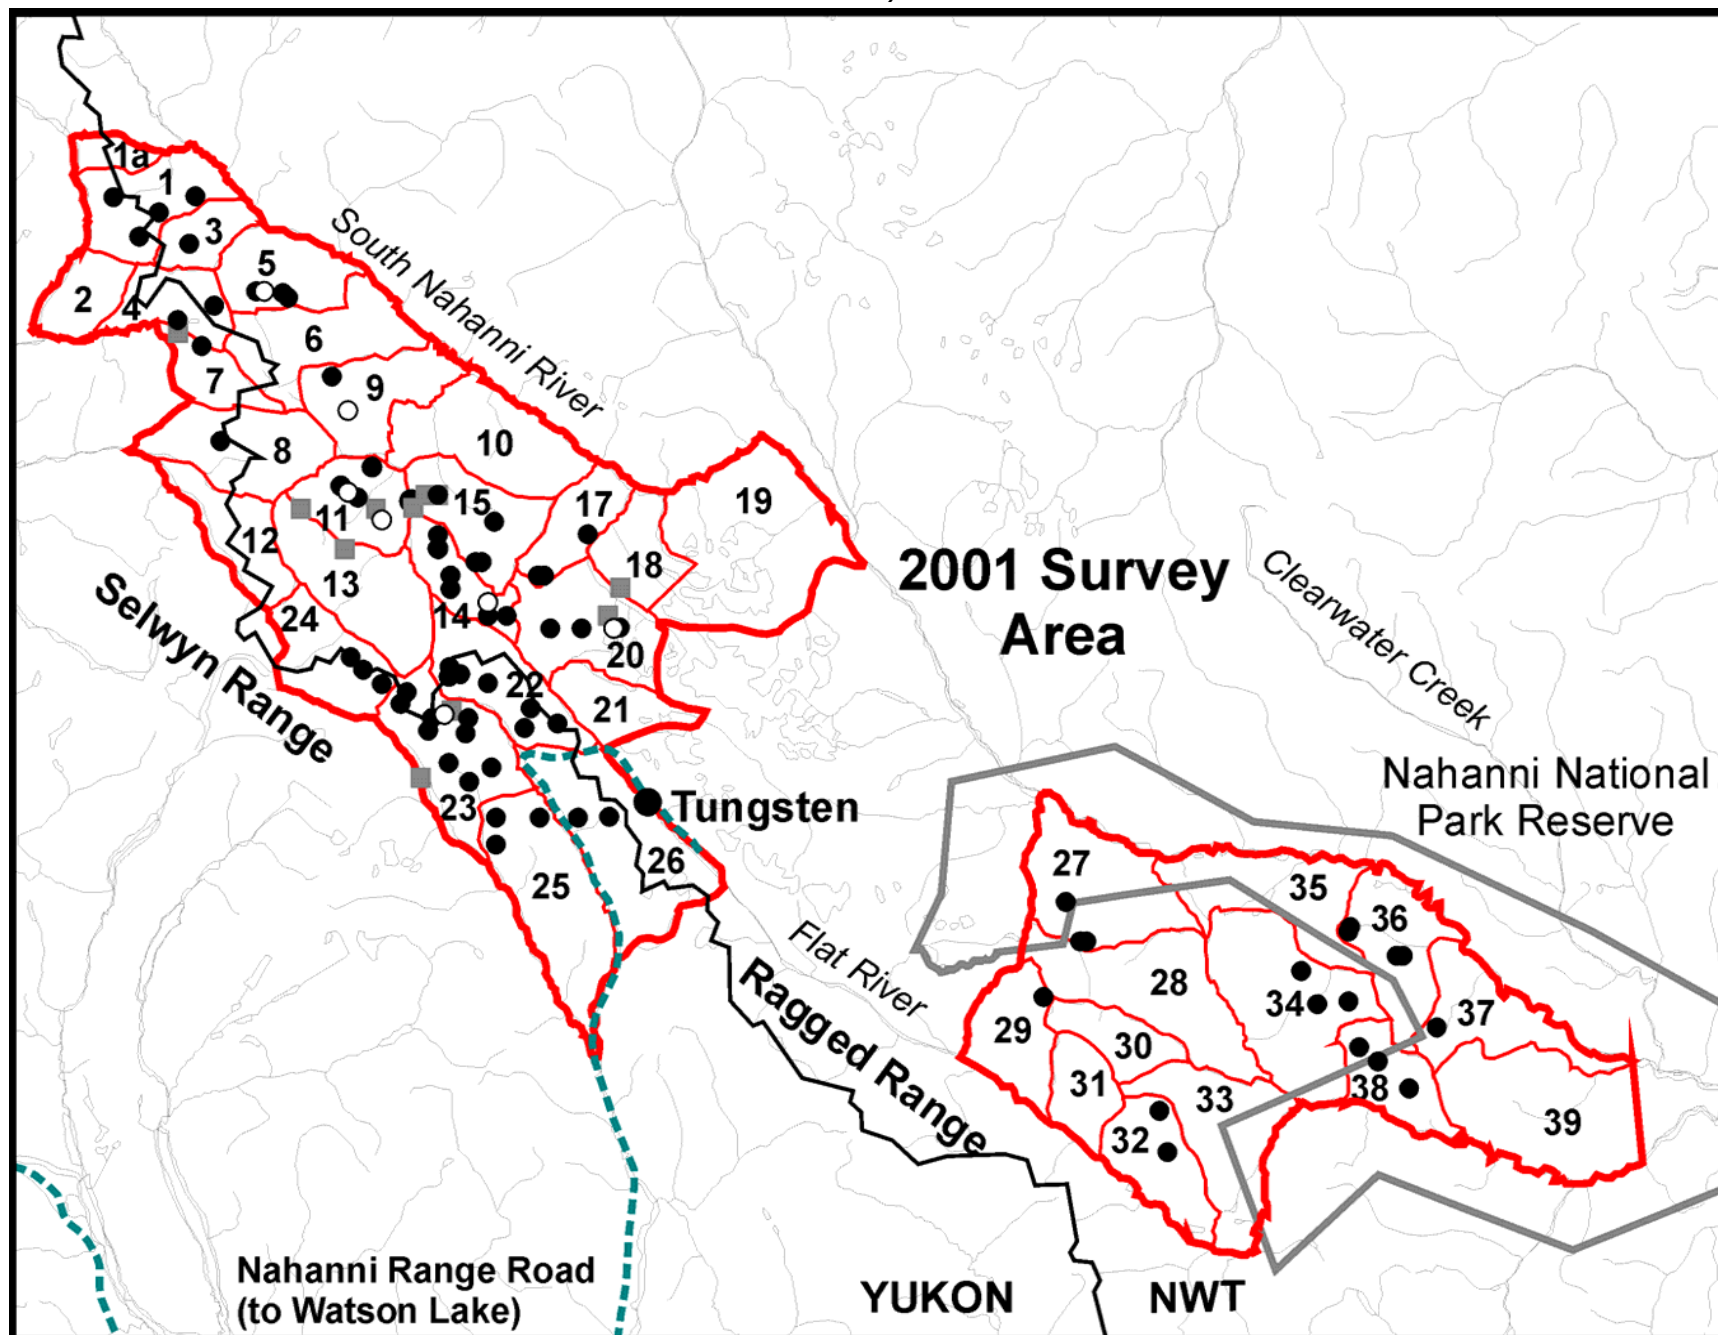 1a
1
3
South Nahanni River
5
2
4
6
7
9
8
10
15
17
19
11
12
13
18
2001 Survey
Area
Clearwater Creek
Selwyn Range
24
14
20
22
21
Nahanni National
Park Reserve
23
Tungsten
26
25
27
35
36
Flat River
28
34
37
29
30
Ragged Range
31
33
38
32
39
Nahanni Range Road
(to Watson Lake)
YUKON
NWT